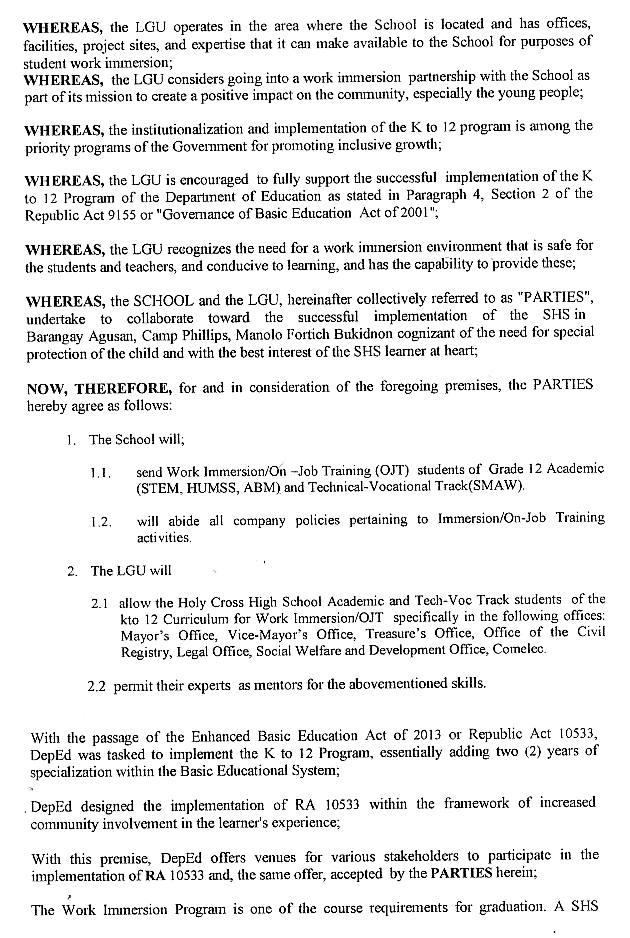 WHEREAS, the LGU operates in the area where the School is located and has offices,
facilities, project sites, and expertise that it can make available to the School for purposes of
student work immersion;
WHEREAS, the LGU considers going into a work immersion partnership with the School as
part of its mission to create a positive impact on the community, especially the young people;
WHEREAS, the institutionalization and implementation of the K to 12 program is among the
priority programs of the Government for promoting inclusive growth;
WHEREAS, the LGU is encouraged to fully support the successful implementation of the K
to 12 Program of the Department of Education as stated in Paragraph 4, Section 2 of the
Republic Act 9155 or "Governance of Basic Education Act of 2001";
WHEREAS, the LGU recognizes the need for a work immersion environment that is safe for
the students and teachers, and conducive to learning, and has the capability to provide these;
WHEREAS, the SCHOOL and the LGU, hereinafter collectively referred to as "PARTIES",
undertake to collaborate toward the successful implementation of the SHS in
Barangay Agusan, Camp Phillips, Manolo Fortich Bukidnon cognizant of the need for special
protection of the child and with the best interest of the SHS learner at heart;
NOW, THEREFORE, for and in consideration of the foregoing premises, the PARTIES
hereby agree as follows:
1. The School will;
1.1. send Work Immersion/On –Job Training (OJT) students of Grade 12 Academic
(STEM, HUMSS, ABM) and Technical-Vocational Track(SMAW).
1.2. will abide all company policies pertaining to Immersion/On-Job Training
activities.
2. The LGU will
2.1 allow the Holy Cross High School Academic and Tech-Voc Track students of the
kto 12 Curriculum for Work Immersion/OJT specifically in the following offices:
Mayor's Office, Vice-Mayor's Office, Treasure's Office, Office of the Civil
Registry, Legal Office, Social Welfare and Development Office, Comelec.
2.2 permit their experts as mentors for the abovementioned skills.
With the passage of the Enhanced Basic Education Act of 2013 or Republic Act 10533,
DepEd was tasked to implement the K to 12 Program, essentially adding two (2) years of
specialization within the Basic Educational System;
DepEd designed the implementation of RA 10533 within the framework of increased
community involvement in the learner's experience;
With this premise, DepEd offers venues for various stakeholders to participate in the
implementation of RA 10533 and, the same offer, accepted by the PARTIES herein;
The Work Immersion Program is one of the course requirements for graduation. A SHS